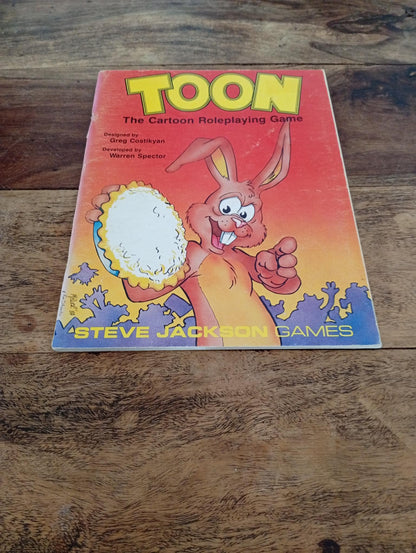 TOON
The Cartoon Roleplaying Game
Designed by
Greg Costikyan
Developed by
Warren Spector
STEVE JACKSON GAMES